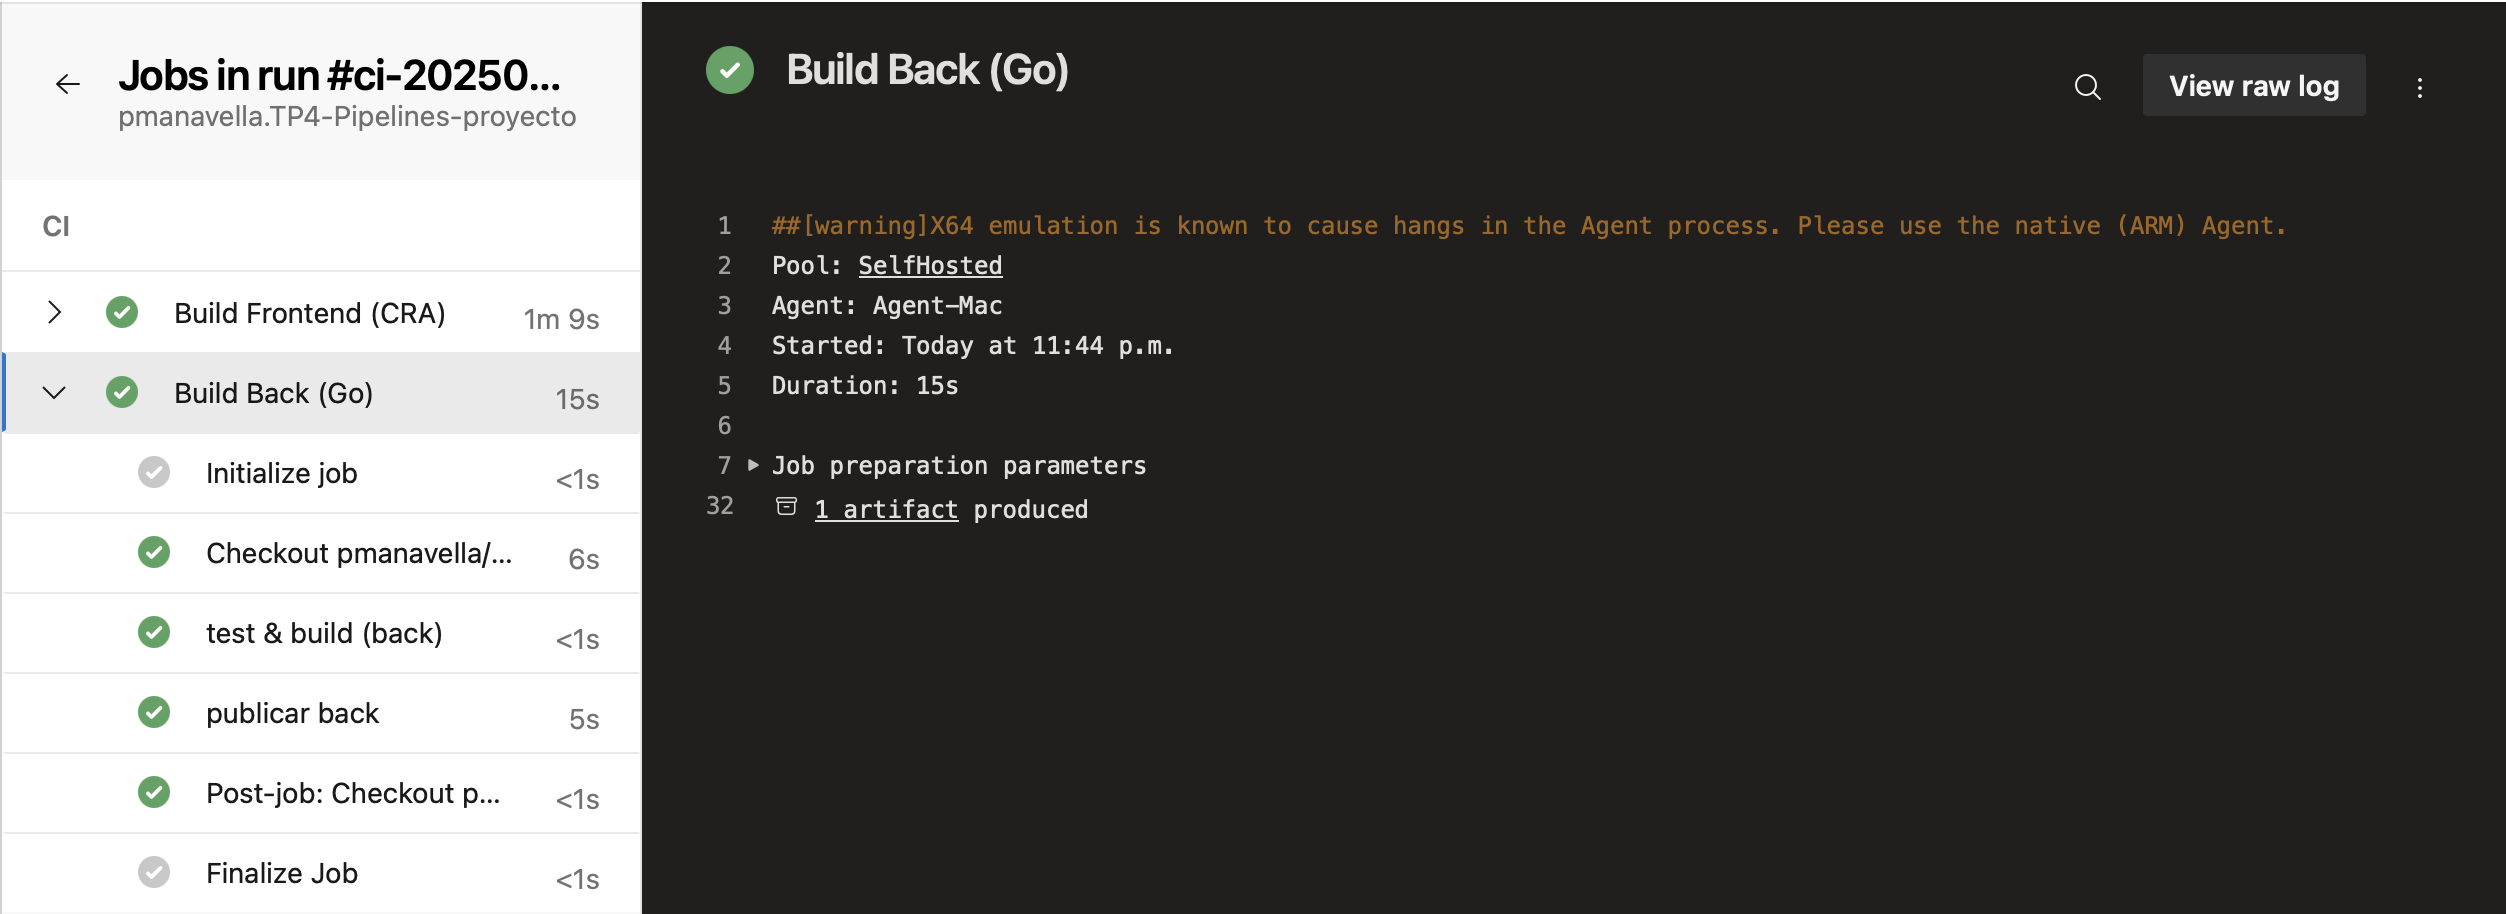 Jobs in run #ci-20250...
pmanavella.TP4-Pipelines-proyecto
CI
Build Frontend (CRA) 1m 9s
Build Back (Go) 15s
Initialize job <1s
Checkout pmanavella/... 6s
test & build (back) <1s
publicar back 5s
Post-job: Checkout p... <1s
Finalize Job <1s
Build Back (Go)
View raw log
1 ##[warning]X64 emulation is known to cause hangs in the Agent process. Please use the native (ARM) Agent.
2 Pool: SelfHosted
3 Agent: Agent-Mac
4 Started: Today at 11:44 p.m.
5 Duration: 15s
6
7 Job preparation parameters
32 1 artifact produced